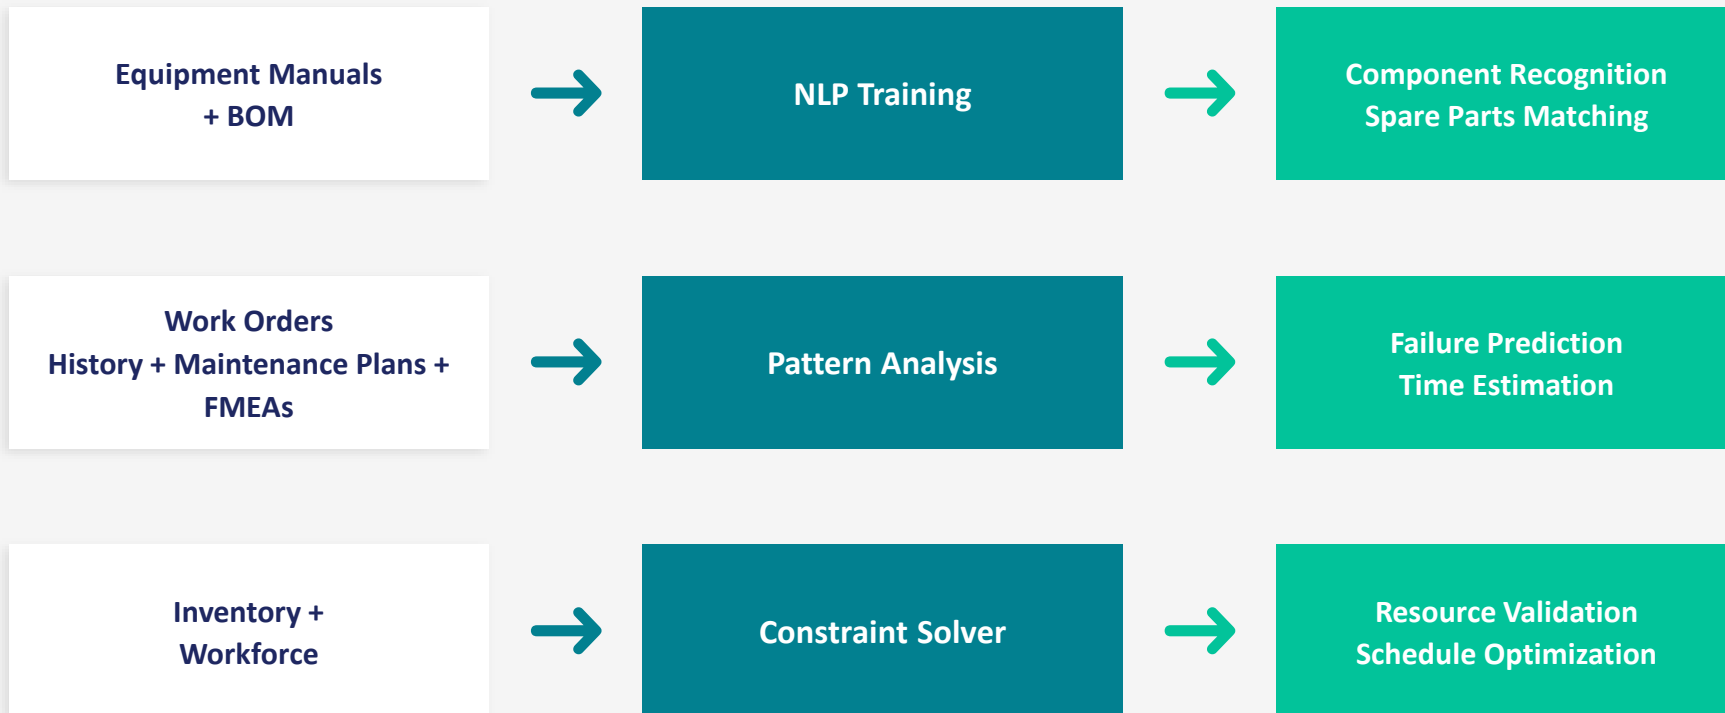 Equipment Manuals
+ BOM
NLP Training
Component Recognition
Spare Parts Matching
Work Orders
History + Maintenance Plans +
FMEAs
Pattern Analysis
Failure Prediction
Time Estimation
Inventory +
Workforce
Constraint Solver
Resource Validation
Schedule Optimization